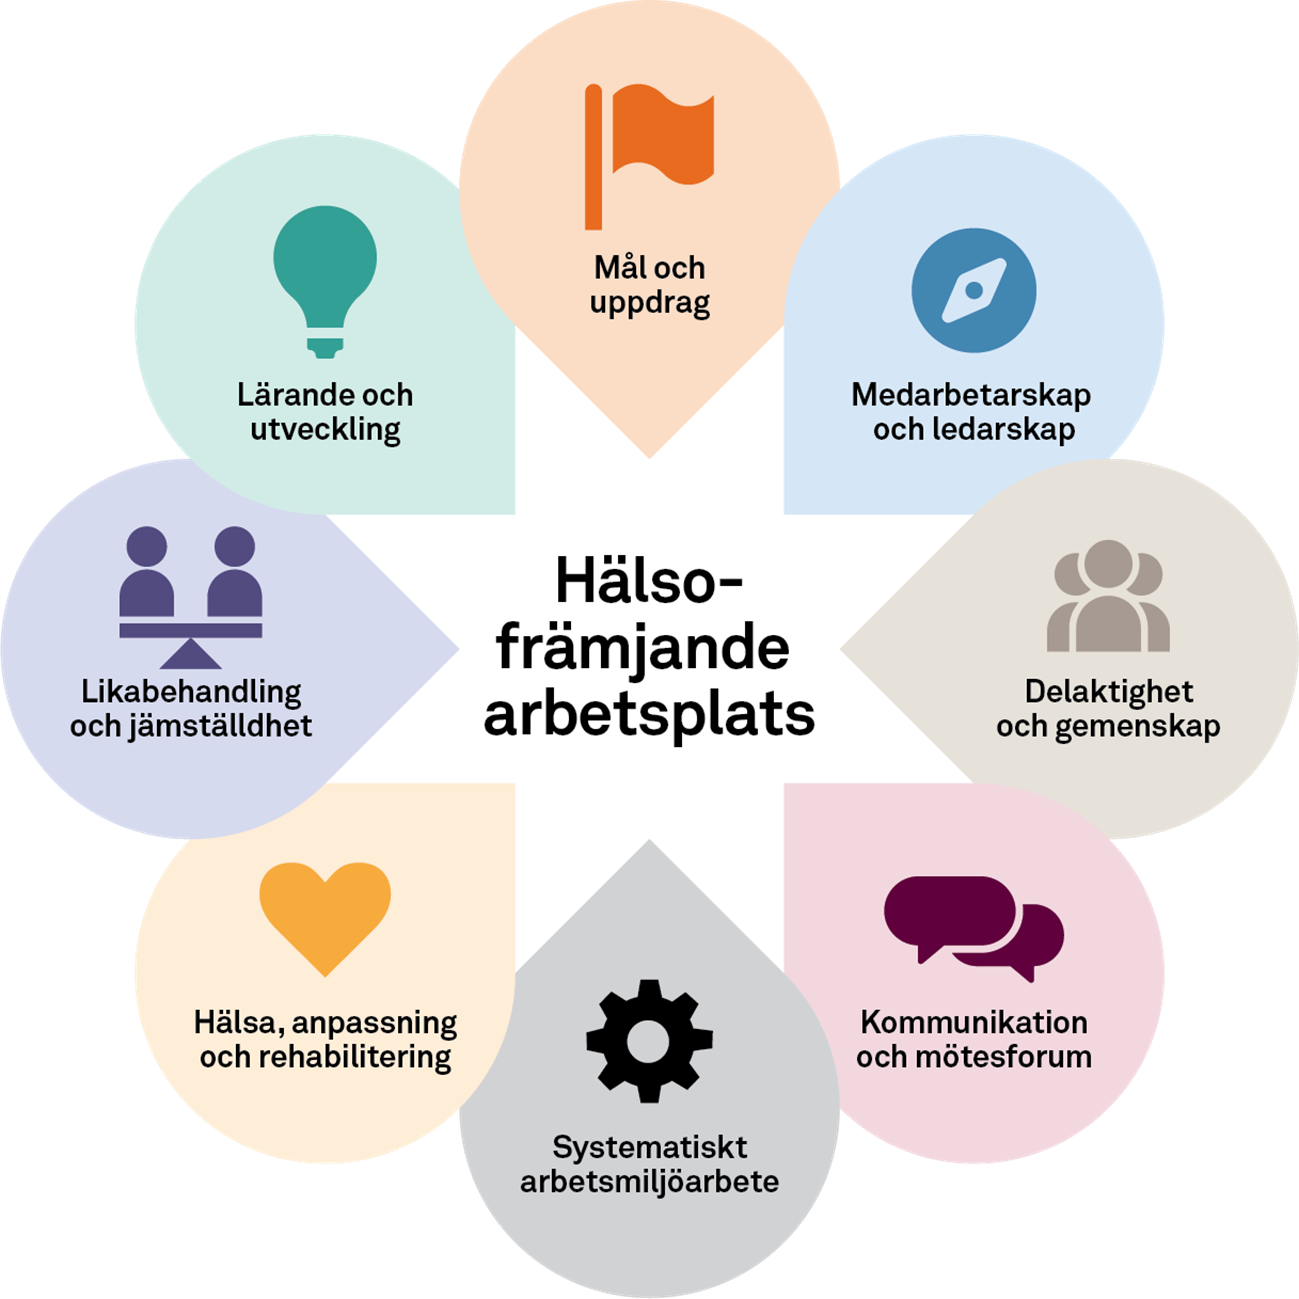 Mål och
uppdrag
Medarbetarskap
och ledarskap
Delaktighet
och gemenskap
Kommunikation
och mötesforum
Systematiskt
arbetsmiljöarbete
Hälsa, anpassning
och rehabilitering
Likabehandling
och jämställdhet
Lärande och
utveckling
Hälso-
främjande
arbetsplats